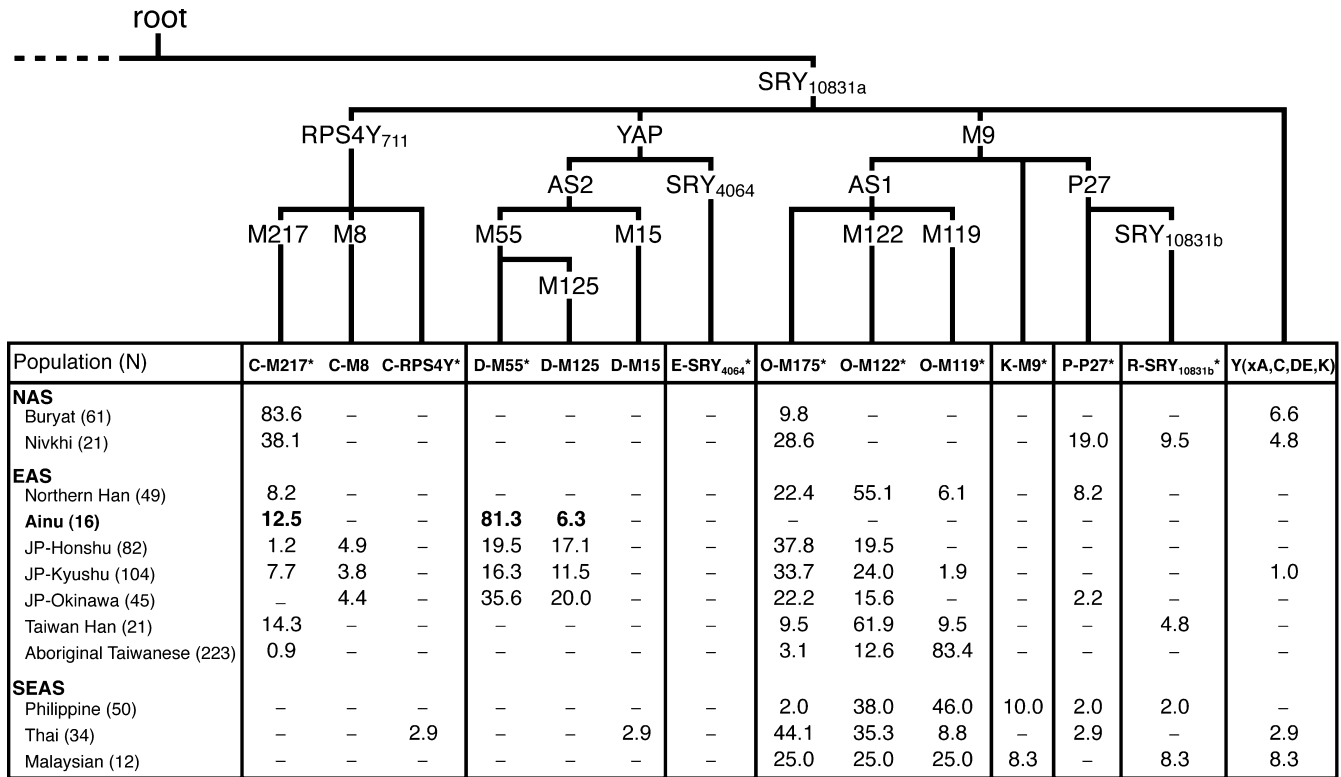 root
SRY10831a
RPS4Y711 YAP M9
AS2 SRY4064 AS1 P27
M217 M8 M55 M15 M122 M119 SRY10831b
M125
Population (N) C-M217* C-M8 C-RPS4Y* D-M55* D-M125 D-M15 E-SRY4064* O-M175* O-M122* O-M119* K-M9* P-P27* R-SRY10831b* Y(xA,C,DE,K)
NAS
Buryat (61) 83.6 – – – – – – 9.8 – – – – – 6.6
Nivkhi (21) 38.1 – – – – – – 28.6 – – – 19.0 9.5 4.8
EAS
Northern Han (49) 8.2 – – – – – – 22.4 55.1 6.1 – 8.2 – –
Ainu (16) 12.5 – – 81.3 6.3 – – – – – – – – –
JP-Honshu (82) 1.2 4.9 – 19.5 17.1 – – 37.8 19.5 – – – – –
JP-Kyushu (104) 7.7 3.8 – 16.3 11.5 – – 33.7 24.0 1.9 – – – 1.0
JP-Okinawa (45) – 4.4 – 35.6 20.0 – – 22.2 15.6 – – 2.2 – –
Taiwan Han (21) 14.3 – – – – – – 9.5 61.9 9.5 – – 4.8 –
Aboriginal Taiwanese (223) 0.9 – – – – – – 3.1 12.6 83.4 – – – –
SEAS
Philippine (50) – – – – – – – 2.0 38.0 46.0 10.0 2.0 2.0 –
Thai (34) – – 2.9 – – 2.9 – 44.1 35.3 8.8 – 2.9 – 2.9
Malaysian (12) – – – – – – – 25.0 25.0 25.0 8.3 – 8.3 8.3